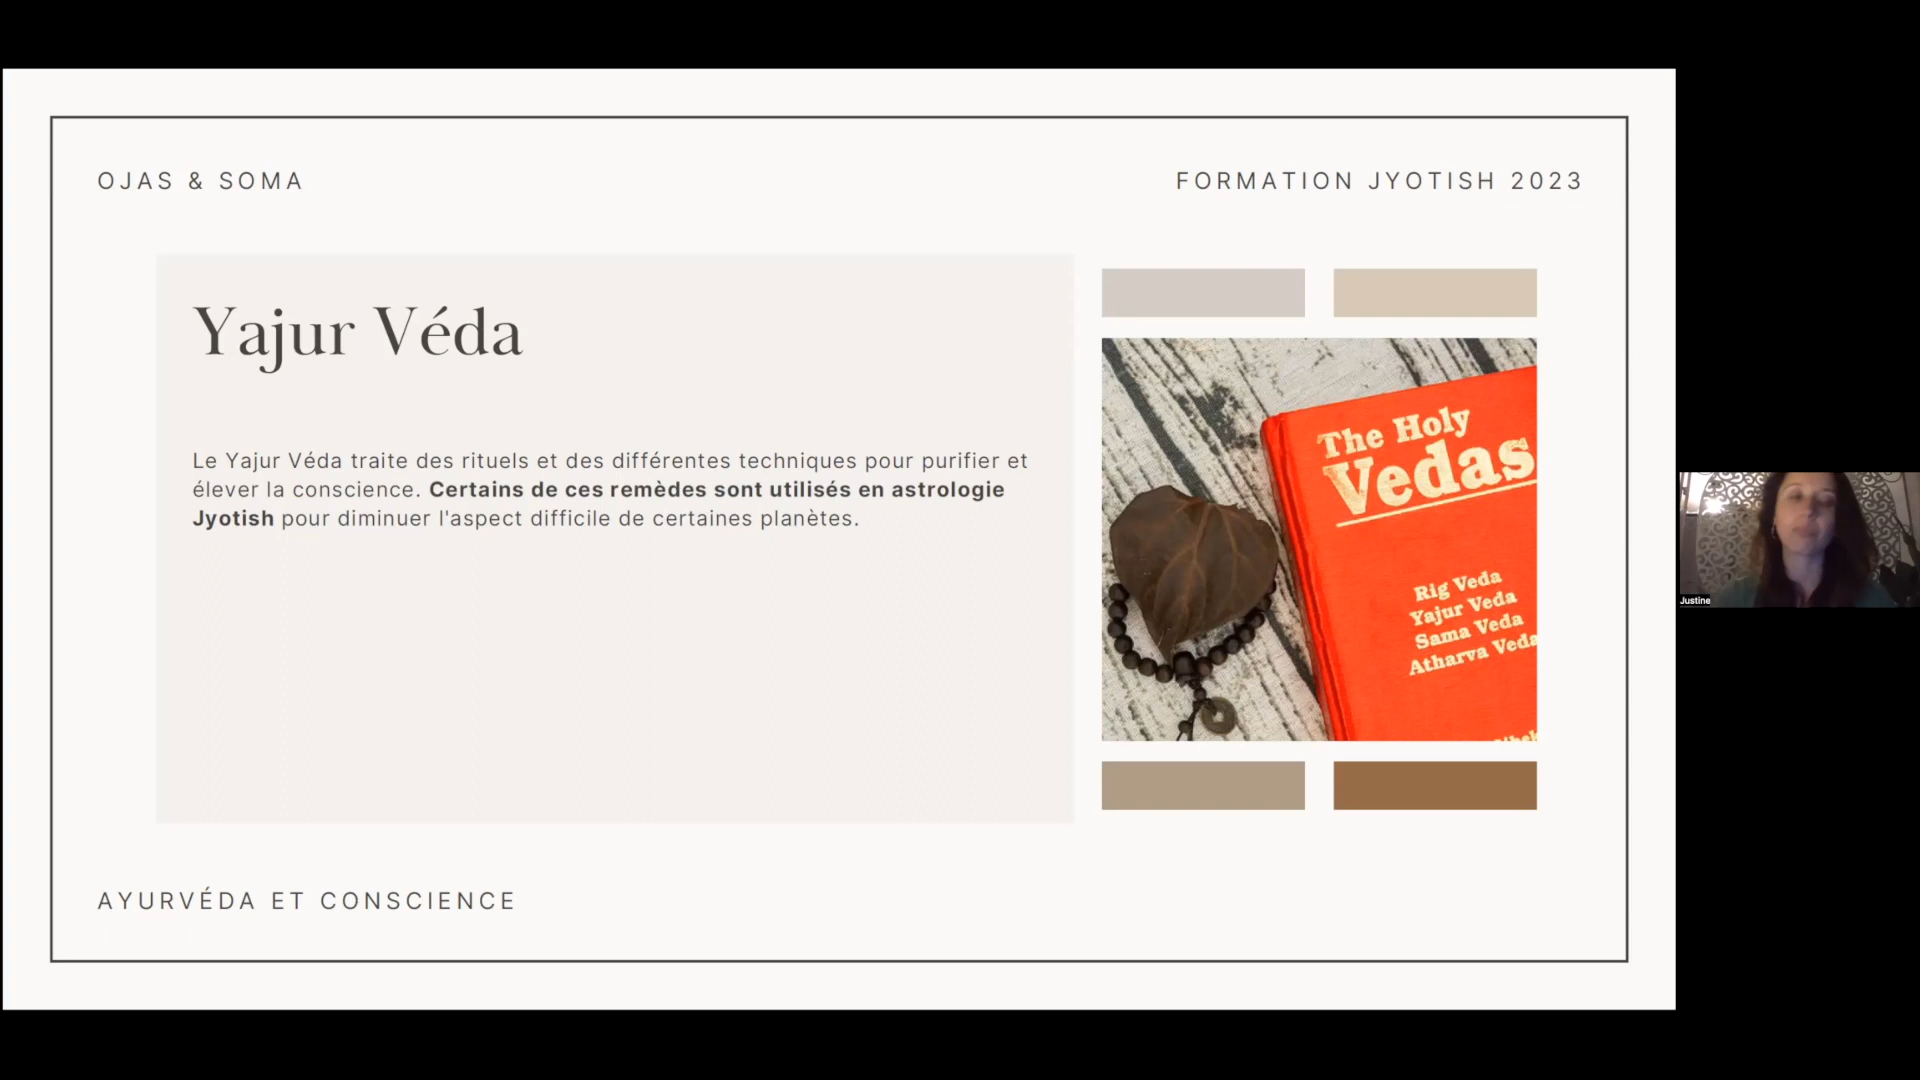 OJAS & SOMA
FORMATION JYOTISH 2023
Yajur Véda
Le Yajur Véda traite des rituels et des différentes techniques pour purifier et
élever la conscience. Certains de ces remèdes sont utilisés en astrologie
Jyotish pour diminuer l'aspect difficile de certaines planètes.
The Holy
Vedas
Rig Veda
Yajur Veda
Sama Veda
Atharva Veda
Justine
AYURVÉDA ET CONSCIENCE